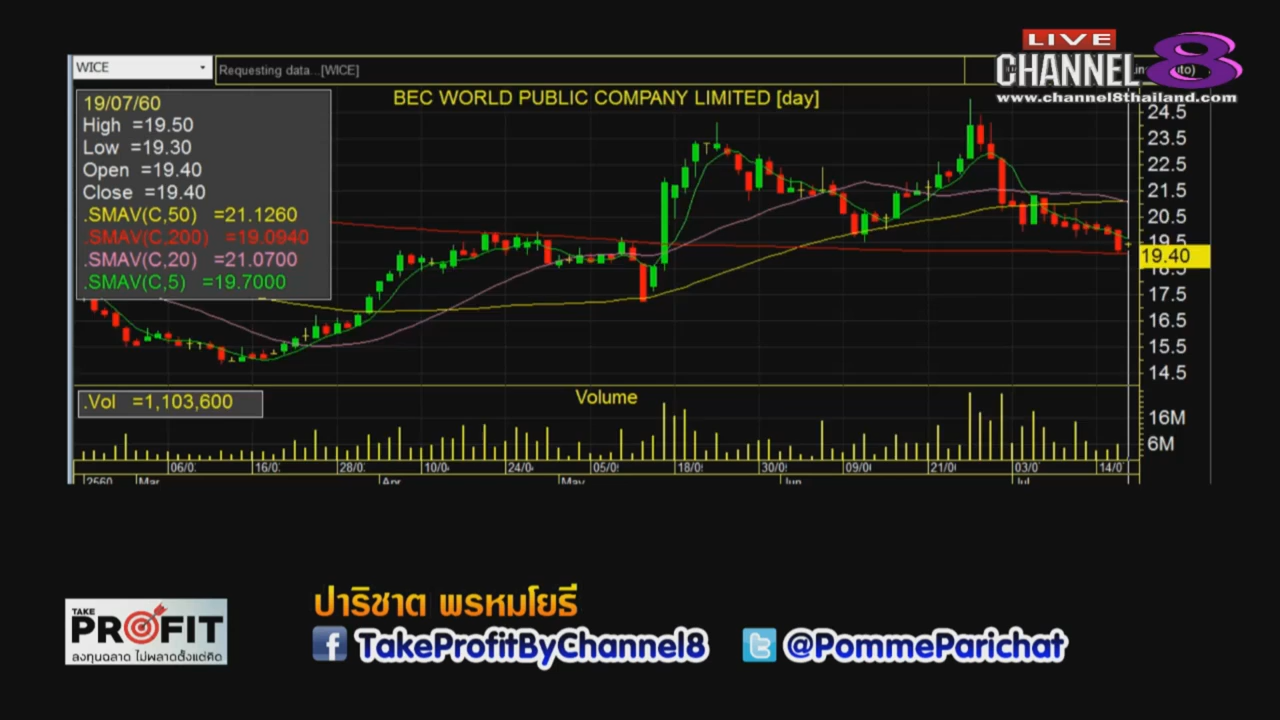 LIVE
CHANNEL 8
www.channel8thailand.com
WICE
Requesting data...[WICE]
BEC WORLD PUBLIC COMPANY LIMITED [day]
19/07/60
High =19.50
Low =19.30
Open =19.40
Close =19.40
.SMAV(C,50) =21.1260
.SMAV(C,200) =19.0940
.SMAV(C,20) =21.0700
.SMAV(C,5) =19.7000
24.5
23.5
22.5
21.5
20.5
19.5
19.40
18.5
17.5
16.5
15.5
14.5
.Vol =1,103,600
Volume
16M
6M
06/0 16/0 28/0 10/0 24/0 05/0 18/0 30/0 09/0 21/0 03/0 14/0
2560 Mar Apr May Jun Jul
TAKE
PROFIT
ลงทุนฉลาด ไม่พลาดตั้งแต่คิด
ปาริชาต พรหมโยธี
TakeProfitByChannel8
@PommeParichat